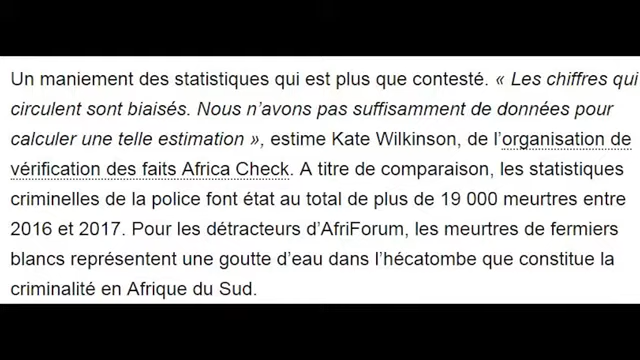 Un maniement des statistiques qui est plus que contesté. « Les chiffres qui
circulent sont biaisés. Nous n’avons pas suffisamment de données pour
calculer une telle estimation », estime Kate Wilkinson, de l’organisation de
vérification des faits Africa Check. A titre de comparaison, les statistiques
criminelles de la police font état au total de plus de 19 000 meurtres entre
2016 et 2017. Pour les détracteurs d’AfriForum, les meurtres de fermiers
blancs représentent une goutte d’eau dans l’hécatombe que constitue la
criminalité en Afrique du Sud.